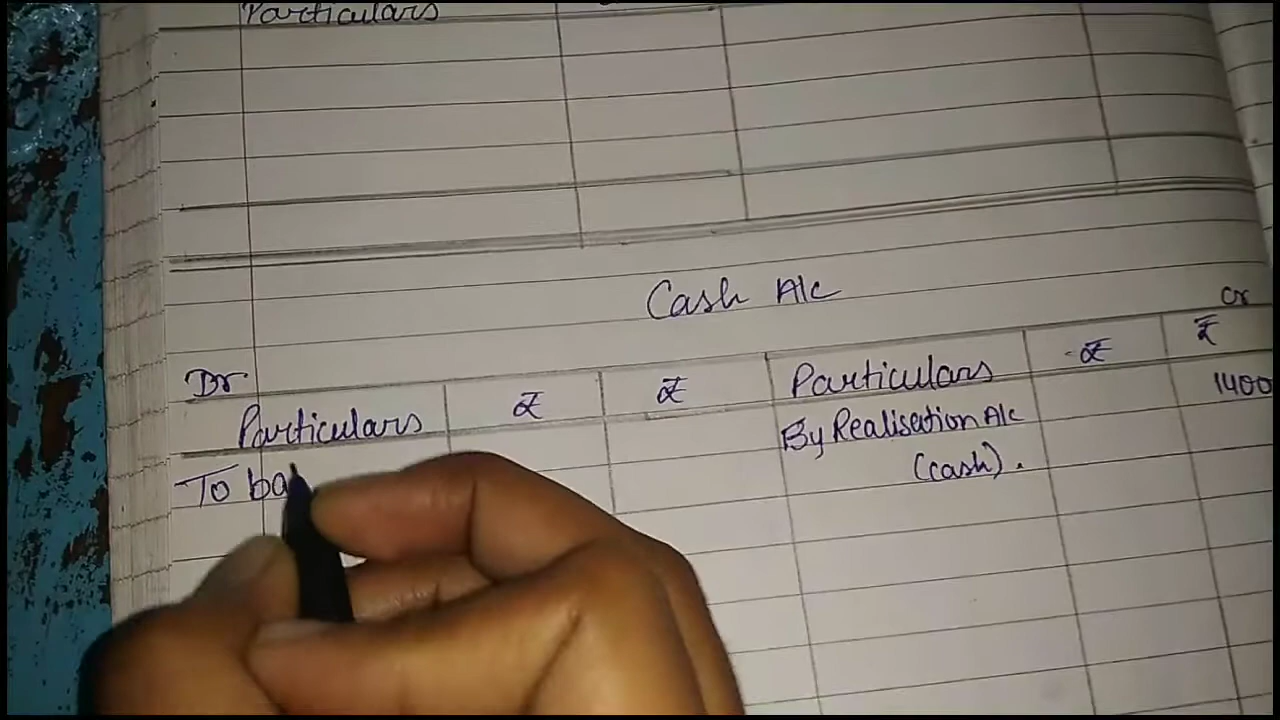 Particulars
Cash A/c
Dr
Cr
Particulars ₹ ₹ Particulars ₹ ₹
To ba By Realisation A/c 1400
(cash).